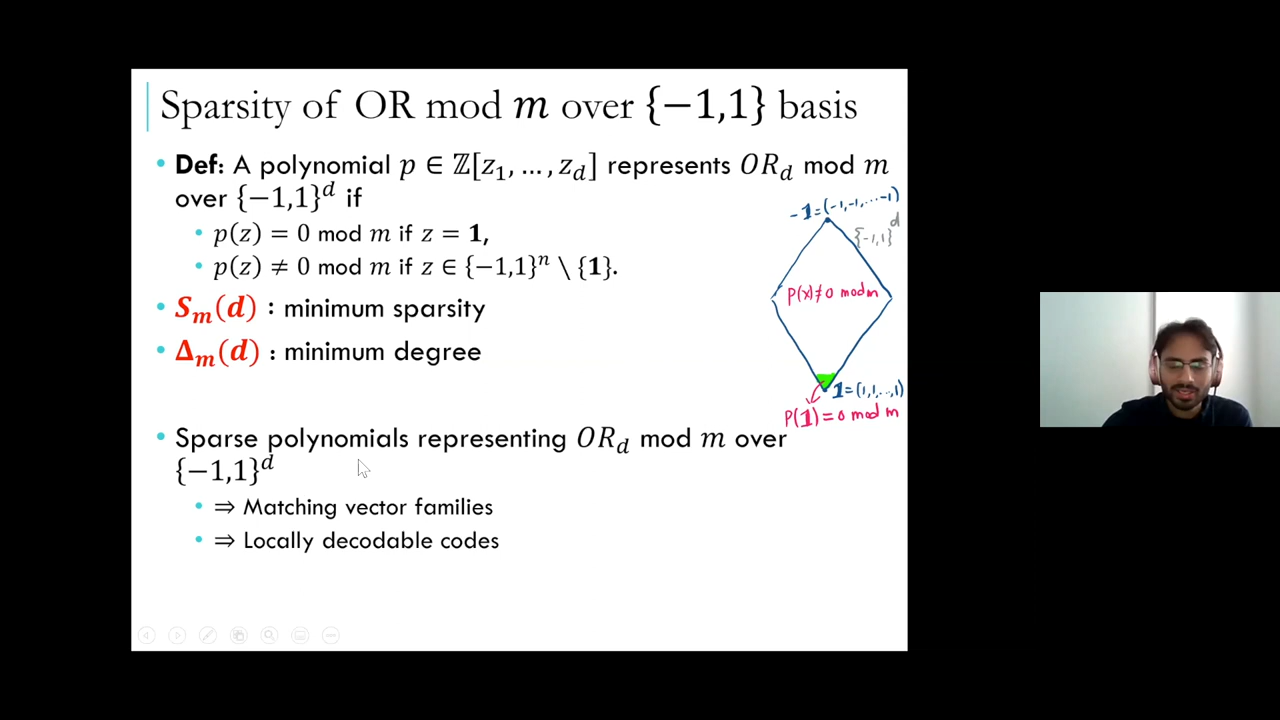 Sparsity of OR mod m over {−1,1} basis
• Def: A polynomial p ∈ ℤ[z₁, …, z_d] represents OR_d mod m
over {−1,1}^d if
• p(z) = 0 mod m if z = 𝟏,
• p(z) ≠ 0 mod m if z ∈ {−1,1}ⁿ \ {𝟏}.
• S_m(d) : minimum sparsity
• Δ_m(d) : minimum degree
-1=(-1,-1,...-1)
{-1,1}^d
P(x)≠0 mod m
1=(1,1,...,1)
P(1)=0 mod m
• Sparse polynomials representing OR_d mod m over
{−1,1}^d
• ⇒ Matching vector families
• ⇒ Locally decodable codes